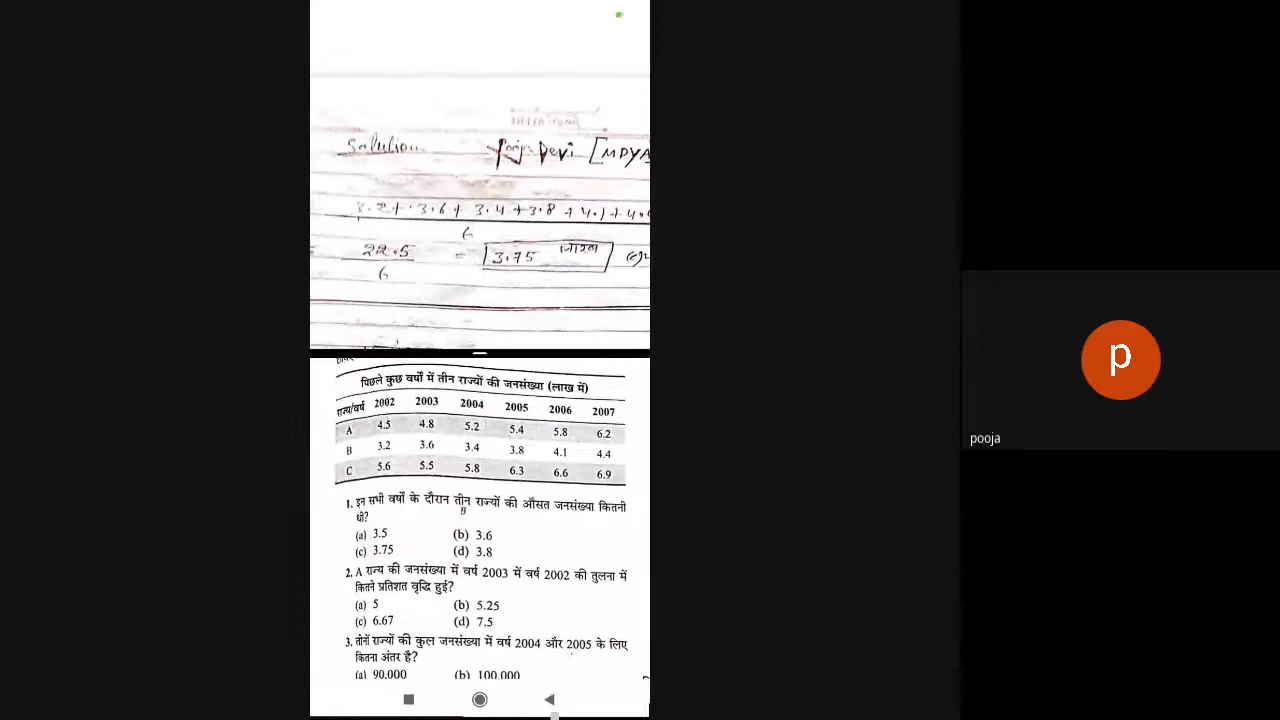 Solution Pooja Devi [MPYA
3.2+ 3.6 + 3.4 +3.8 +4.1+4.4
6
= 22.5 = 3.75 लाख (c)
6
पिछले कुछ वर्षों में तीन राज्यों की जनसंख्या (लाख में)
राज्य/वर्ष 2002 2003 2004 2005 2006 2007
A 4.5 4.8 5.2 5.4 5.8 6.2
B 3.2 3.6 3.4 3.8 4.1 4.4
C 5.6 5.5 5.8 6.3 6.6 6.9
1. इन सभी वर्षों के दौरान तीन राज्यों की औसत जनसंख्या कितनी
B
थी?
(a) 3.5 (b) 3.6
(c) 3.75 (d) 3.8
2. A राज्य की जनसंख्या में वर्ष 2003 में वर्ष 2002 की तुलना में
कितने प्रतिशत वृद्धि हुई?
(a) 5 (b) 5.25
(c) 6.67 (d) 7.5
3. तीनों राज्यों की कुल जनसंख्या में वर्ष 2004 और 2005 के लिए
कितना अंतर है?
(a) 90,000 (b) 100,000
p
pooja